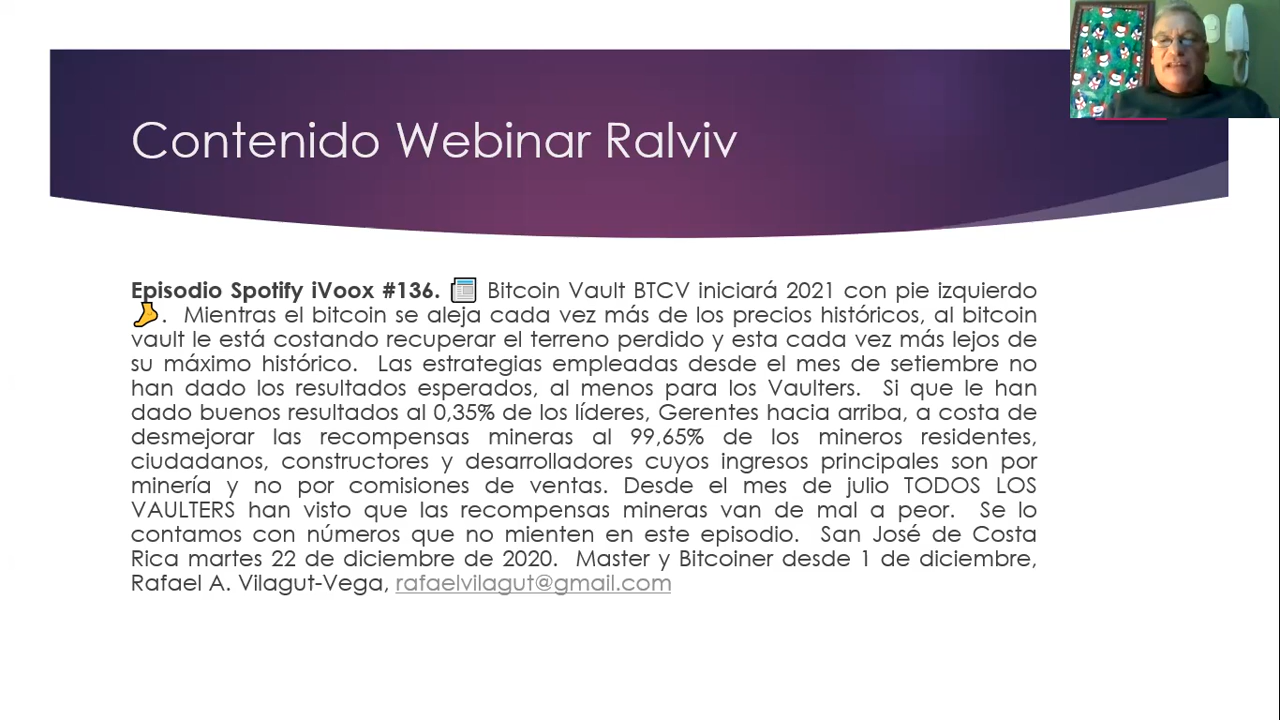 Contenido Webinar Ralviv
Episodio Spotify iVoox #136. 📰 Bitcoin Vault BTCV iniciará 2021 con pie izquierdo
🦶. Mientras el bitcoin se aleja cada vez más de los precios históricos, al bitcoin
vault le está costando recuperar el terreno perdido y esta cada vez más lejos de
su máximo histórico. Las estrategias empleadas desde el mes de setiembre no
han dado los resultados esperados, al menos para los Vaulters. Si que le han
dado buenos resultados al 0,35% de los líderes, Gerentes hacia arriba, a costa de
desmejorar las recompensas mineras al 99,65% de los mineros residentes,
ciudadanos, constructores y desarrolladores cuyos ingresos principales son por
minería y no por comisiones de ventas. Desde el mes de julio TODOS LOS
VAULTERS han visto que las recompensas mineras van de mal a peor. Se lo
contamos con números que no mienten en este episodio. San José de Costa
Rica martes 22 de diciembre de 2020. Master y Bitcoiner desde 1 de diciembre,
Rafael A. Vilagut-Vega, rafaelvilagut@gmail.com